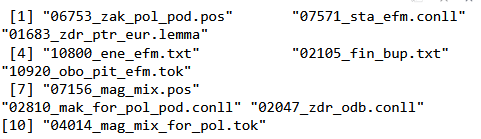 [1] "06753_zak_pol_pod.pos" "07571_sta_efm.conll"
"01683_zdr_ptr_eur.lemma"
[4] "10800_ene_efm.txt" "02105_fin_bup.txt"
"10920_obo_pit_efm.tok"
[7] "07156_mag_mix.pos"
"02810_mak_for_pol_pod.conll" "02047_zdr_odb.conll"
[10] "04014_mag_mix_for_pol.tok"